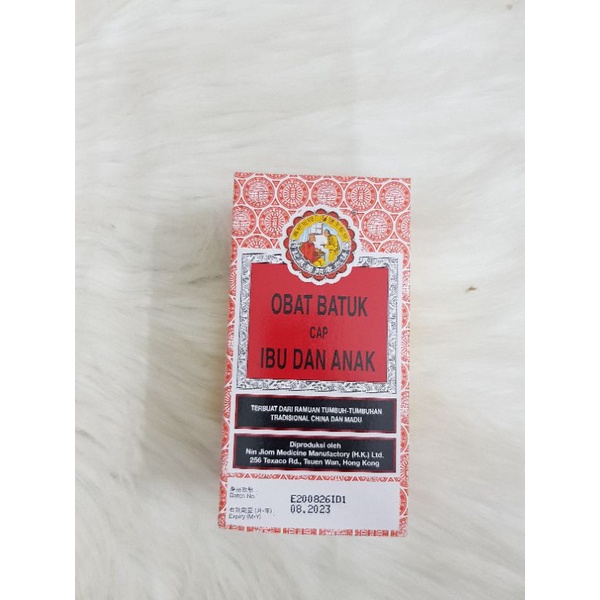 OBAT BATUK
CAP
IBU DAN ANAK
TERBUAT DARI RAMUAN TUMBUH-TUMBUHAN
TRADISIONAL CHINA DAN MADU
Diproduksi oleh
Nin Jiom Medicine Manufactory (H.K.) Ltd.
256 Texaco Rd., Tsuen Wan, Hong Kong
Batch No.
E200826ID1
Expiry (M-Y)
08.2023